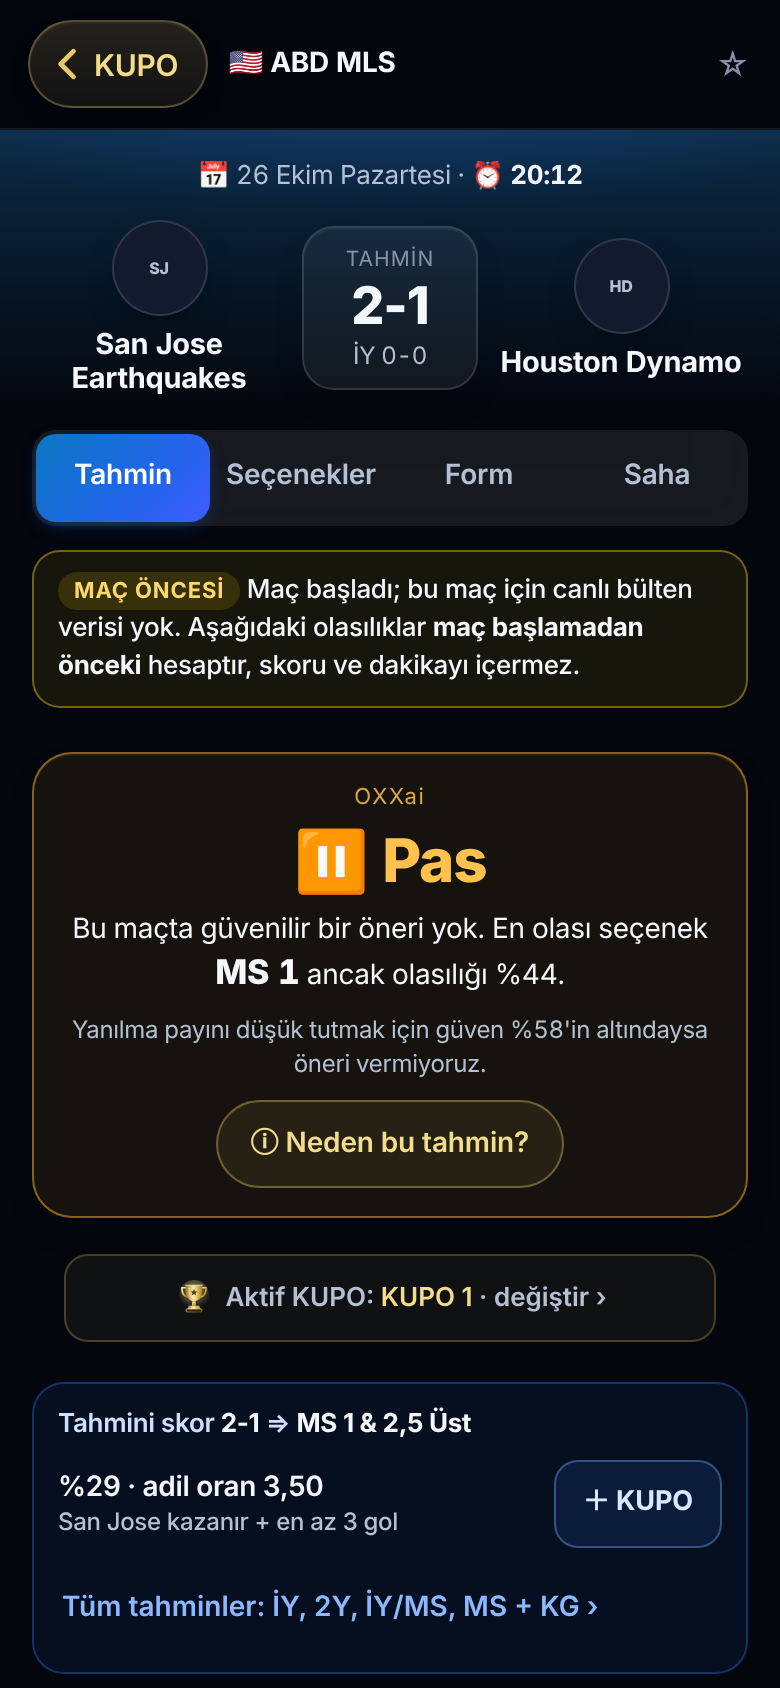 KUPO
🇺🇸 ABD MLS
☆
📅 26 Ekim Pazartesi · ⏰ 20:12
SJ
San Jose
Earthquakes
TAHMİN
2-1
İY 0-0
HD
Houston Dynamo
Tahmin
Seçenekler
Form
Saha
MAÇ ÖNCESİ Maç başladı; bu maç için canlı bülten
verisi yok. Aşağıdaki olasılıklar maç başlamadan
önceki hesaptır, skoru ve dakikayı içermez.
OXXai
⏸️ Pas
Bu maçta güvenilir bir öneri yok. En olası seçenek
MS 1 ancak olasılığı %44.
Yanılma payını düşük tutmak için güven %58'in altındaysa
öneri vermiyoruz.
ⓘ Neden bu tahmin?
🏆 Aktif KUPO: KUPO 1 · değiştir ›
Tahmini skor 2-1 ⇒ MS 1 & 2,5 Üst
%29 · adil oran 3,50
San Jose kazanır + en az 3 gol
+ KUPO
Tüm tahminler: İY, 2Y, İY/MS, MS + KG ›